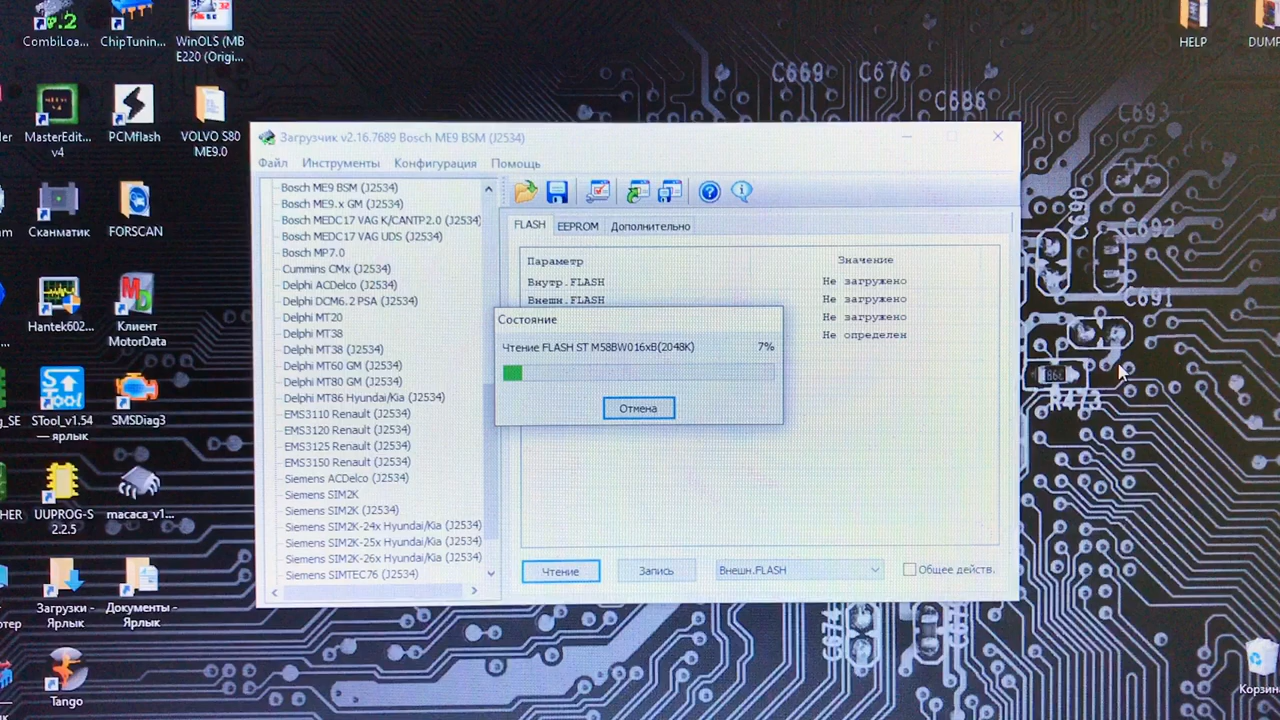 CombiLoa...
ChipTunin...
WinOLS (MB
E220 (Origi...
HELP
MasterEdit...
v4
PCMflash
VOLVO S80
ME9.0
Сканматик
FORSCAN
Hantek602...
Клиент
MotorData
STool_v1.54
— ярлык
SMSDiag3
UUPROG-S
2.2.5
macaca_v1...
Загрузки -
Ярлык
Документы -
Ярлык
Tango
Корзин
Загрузчик v2.16.7689 Bosch ME9 BSM (J2534)
Файл Инструменты Конфигурация Помощь
Bosch ME9 BSM (J2534)
Bosch ME9.x GM (J2534)
Bosch MEDC17 VAG K/CANTP2.0 (J2534)
Bosch MEDC17 VAG UDS (J2534)
Bosch MP7.0
Cummins CMx (J2534)
Delphi ACDelco (J2534)
Delphi DCM6.2 PSA (J2534)
Delphi MT20
Delphi MT38
Delphi MT38 (J2534)
Delphi MT60 GM (J2534)
Delphi MT80 GM (J2534)
Delphi MT86 Hyundai/Kia (J2534)
EMS3110 Renault (J2534)
EMS3120 Renault (J2534)
EMS3125 Renault (J2534)
EMS3150 Renault (J2534)
Siemens ACDelco (J2534)
Siemens SIM2K
Siemens SIM2K (J2534)
Siemens SIM2K-24x Hyundai/Kia (J2534)
Siemens SIM2K-25x Hyundai/Kia (J2534)
Siemens SIM2K-26x Hyundai/Kia (J2534)
Siemens SIMTEC76 (J2534)
FLASH EEPROM Дополнительно
Параметр Значение
Внутр.FLASH Не загружено
Внешн.FLASH Не загружено
Не загружено
Не определен
Состояние
Чтение FLASH ST M58BW016xB(2048K) 7%
Отмена
Чтение Запись Внешн.FLASH Общее действ.
C669 C676
C686
C693
C690
C692
C691
R473